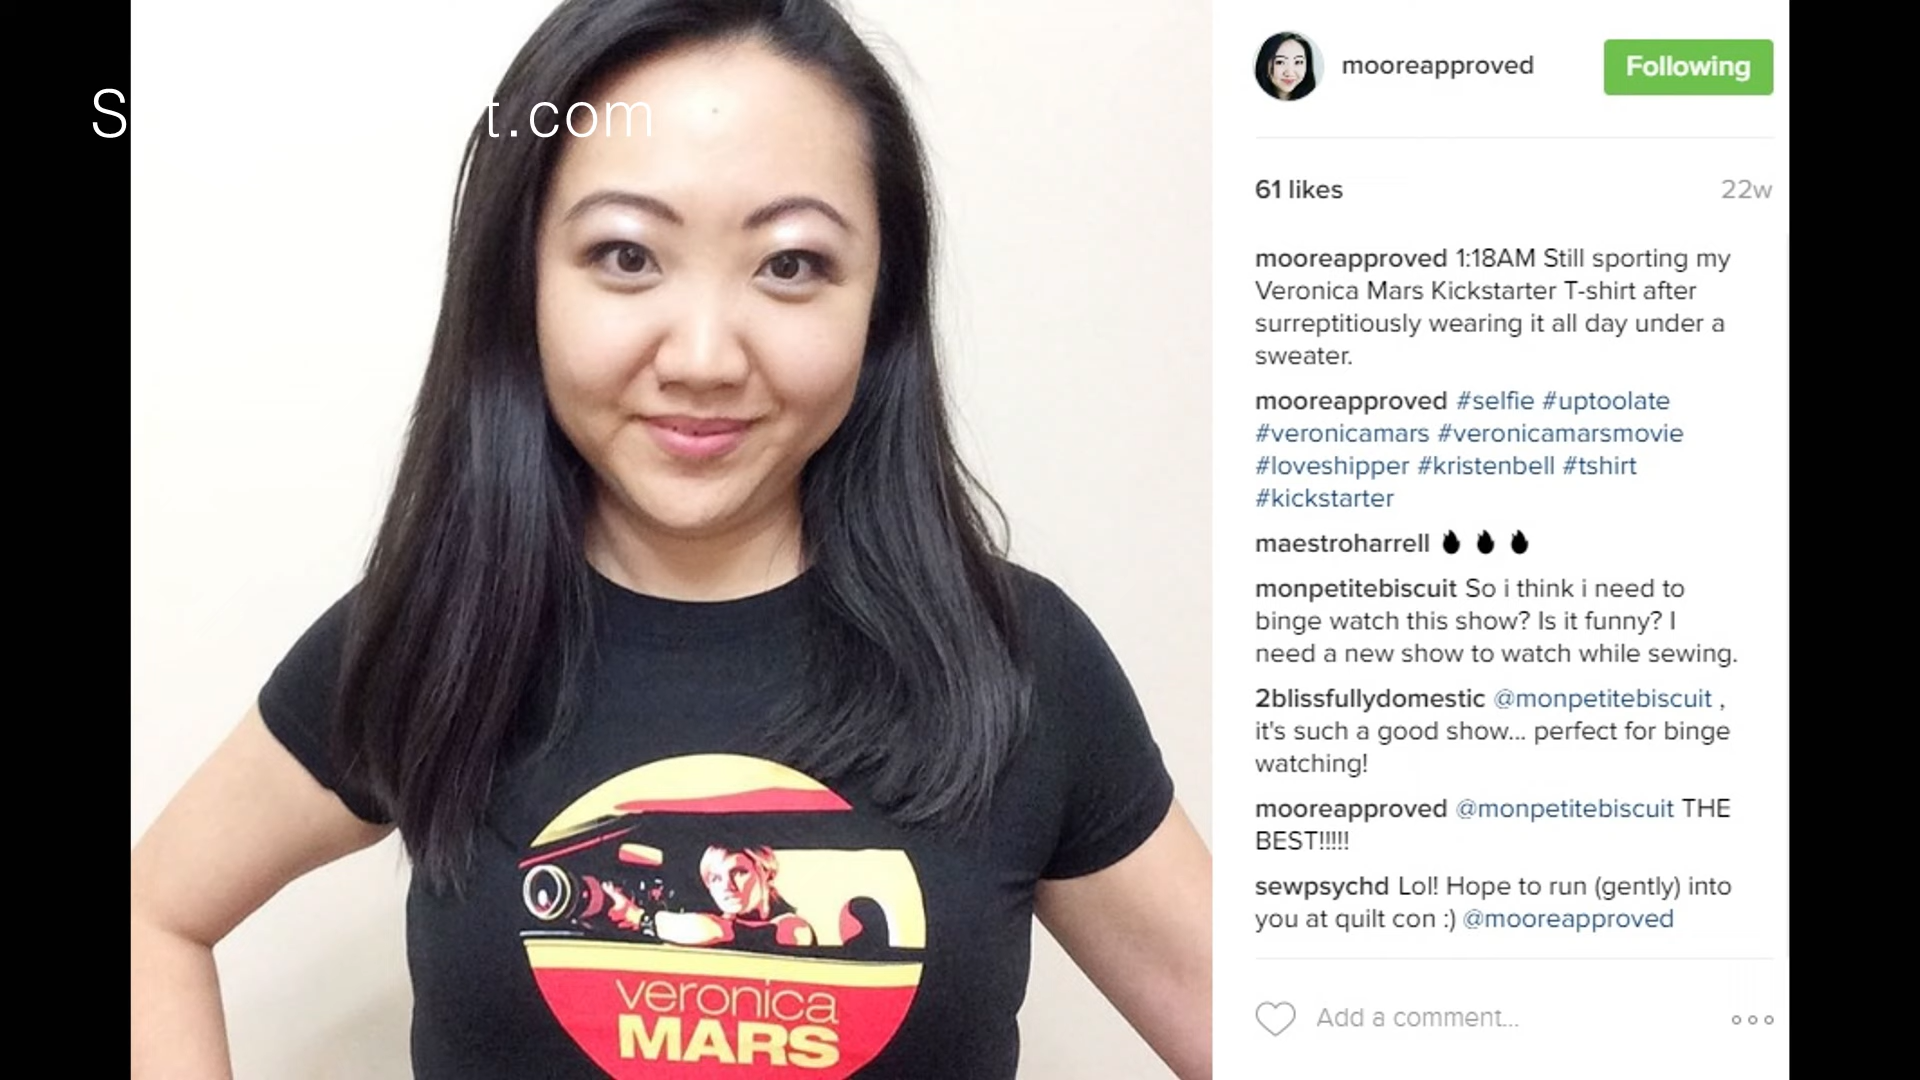 S t.com
mooreapproved
Following
61 likes
22w
mooreapproved 1:18AM Still sporting my
Veronica Mars Kickstarter T-shirt after
surreptitiously wearing it all day under a
sweater.
mooreapproved #selfie #uptoolate
#veronicamars #veronicamarsmovie
#loveshipper #kristenbell #tshirt
#kickstarter
maestroharrell
monpetitebiscuit So i think i need to
binge watch this show? Is it funny? I
need a new show to watch while sewing.
2blissfullydomestic @monpetitebiscuit ,
it's such a good show... perfect for binge
watching!
mooreapproved @monpetitebiscuit THE
BEST!!!!!
sewpsychd Lol! Hope to run (gently) into
you at quilt con :) @mooreapproved
Add a comment...
veronica
MARS